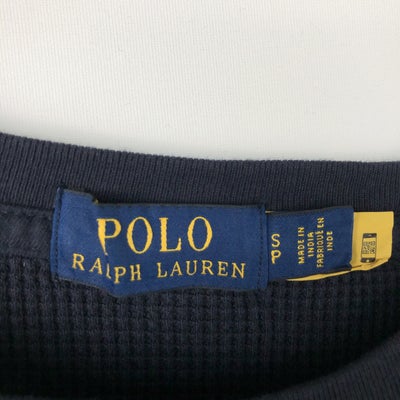 POLO
RALPH LAUREN
S
P
MADE IN
INDIA
FABRIQUÉ EN
INDE